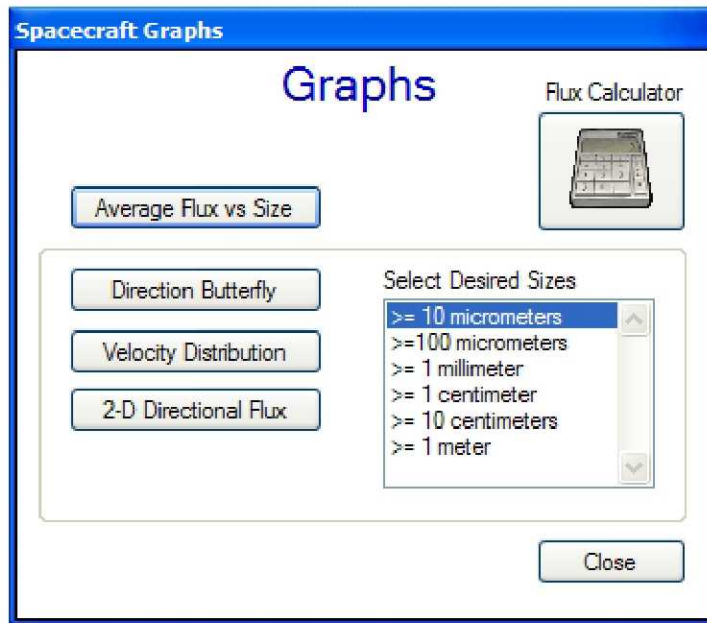 Spacecraft Graphs
Graphs
Flux Calculator
Average Flux vs Size
Direction Butterfly
Velocity Distribution
2-D Directional Flux
Select Desired Sizes
>= 10 micrometers
>=100 micrometers
>= 1 millimeter
>= 1 centimeter
>= 10 centimeters
>= 1 meter
Close